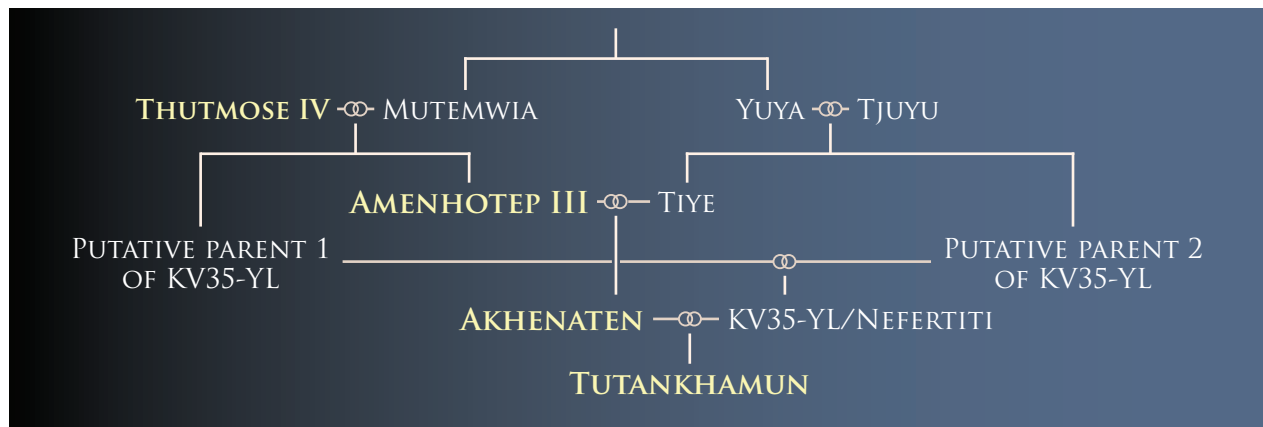 Thutmose IV Mutemwia Yuya Tjuyu
Amenhotep III Tiye
Putative parent 1
of KV35-YL
Putative parent 2
of KV35-YL
Akhenaten KV35-YL/Nefertiti
Tutankhamun